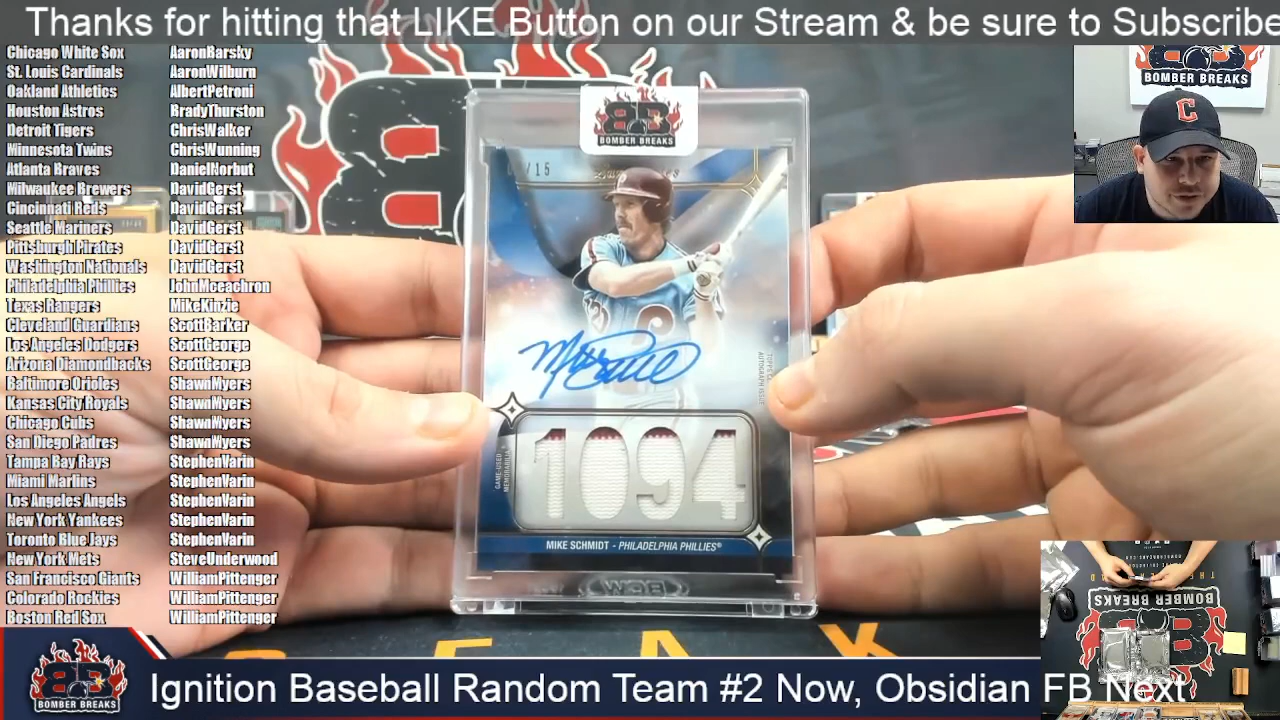 Thanks for hitting that LIKE Button on our Stream & be sure to Subscribe
Chicago White Sox AaronRarsky
St. Louis Cardinals AaronWilburn
Oakland Athletics AlbertPetroni
Houston Astros BradyThurston
Detroit Tigers ChrisWalker
Minnesota Twins ChrisWunning
Atlanta Braves DanielNorbut
Milwaukee Brewers DavidGerst
Cincinnati Reds DavidGerst
Seattle Mariners DavidGerst
Pittsburgh Pirates DavidGerst
Washington Nationals DavidGerst
Philadelphia Phillies JohnMceachron
Texas Rangers MikeKinzie
Cleveland Guardians ScottBarker
Los Angeles Dodgers ScottGeorge
Arizona Diamondbacks ScottGeorge
Baltimore Orioles ShawnMyers
Kansas City Royals ShawnMyers
Chicago Cubs ShawnMyers
San Diego Padres ShawnMyers
Tampa Bay Rays StephenVarin
Miami Marlins StephenVarin
Los Angeles Angels StephenVarin
New York Yankees StephenVarin
Toronto Blue Jays StephenVarin
New York Mets SteveUnderwood
San Francisco Giants WilliamPittenger
Colorado Rockies WilliamPittenger
Boston Red Sox WilliamPittenger
BOMBER BREAKS
/15
GAME-USED
MEMORABILIA
AUTOGRAPH ISSUE
1094
MIKE SCHMIDT - PHILADELPHIA PHILLIES®
BOMBER BREAKS
C
BOMBER BREAKS
BOMBER BREAKS
Ignition Baseball Random Team #2 Now, Obsidian FB Next